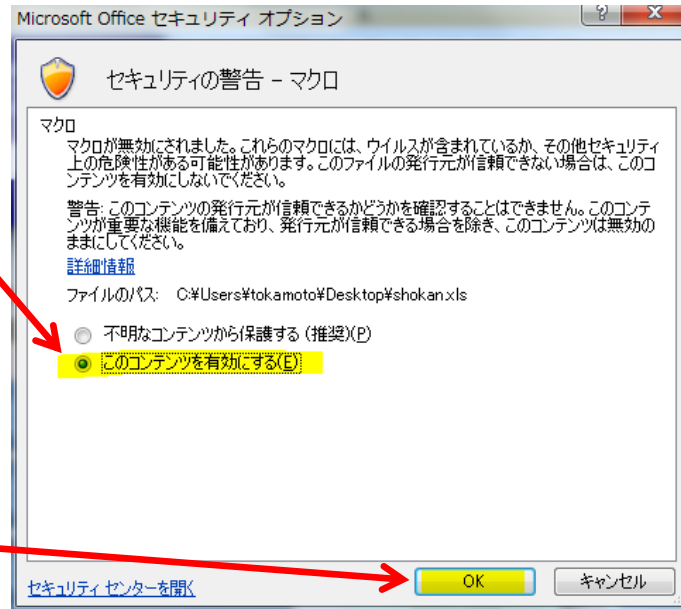 Microsoft Office セキュリティ オプション
セキュリティの警告 - マクロ
マクロ
マクロが無効にされました。これらのマクロには、ウイルスが含まれているか、その他セキュリティ
上の危険性がある可能性があります。このファイルの発行元が信頼できない場合は、このコ
ンテンツを有効にしないでください。
警告: このコンテンツの発行元が信頼できるかどうかを確認することはできません。このコンテ
ンツが重要な機能を備えており、発行元が信頼できる場合を除き、このコンテンツは無効の
ままにしてください。
詳細情報
ファイルのパス: C:¥Users¥tokamoto¥Desktop¥shokan.xls
不明なコンテンツから保護する (推奨)(P)
このコンテンツを有効にする(E)
セキュリティ センターを開く
OK
キャンセル